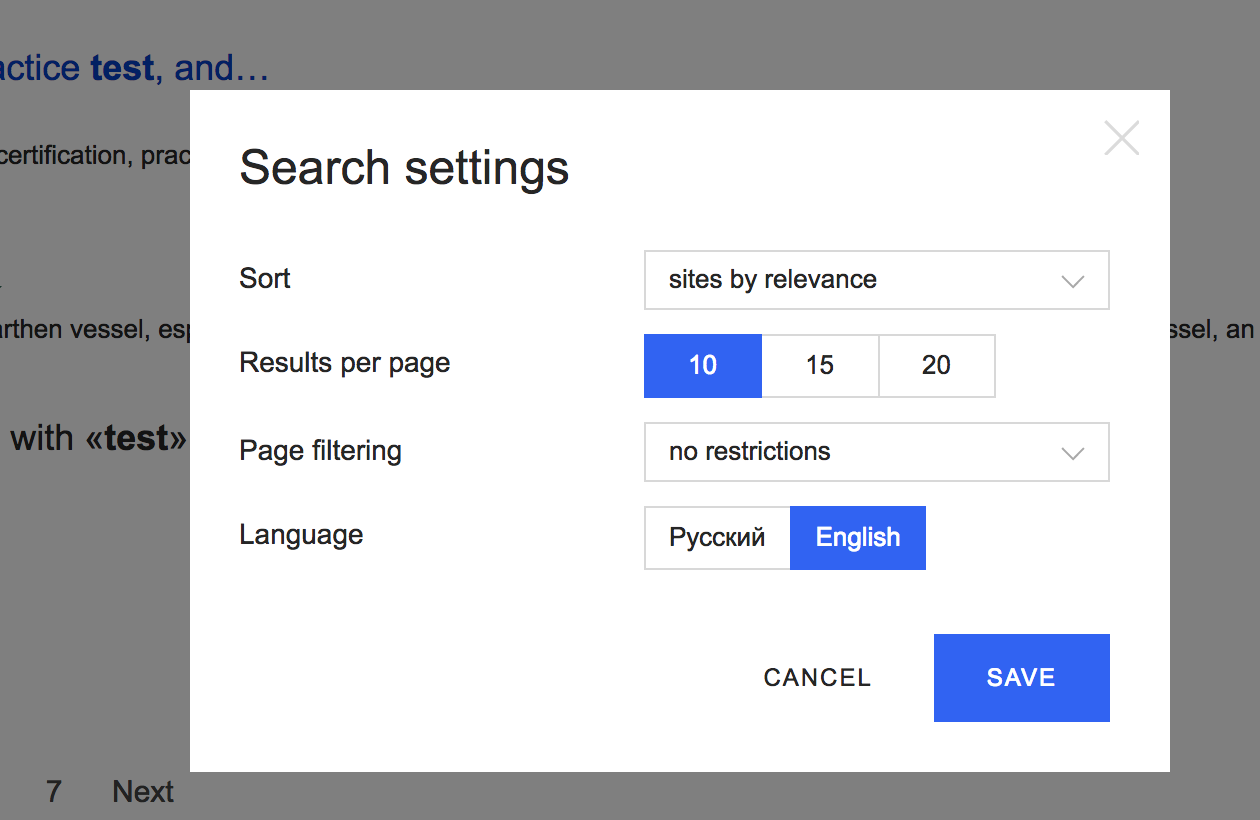 actice test, and…
certification, prac
Search settings
Sort
sites by relevance
Results per page
10
15
20
arthen vessel, esp
ssel, an
Page filtering
no restrictions
with «test»
Language
Русский
English
CANCEL
SAVE
7
Next